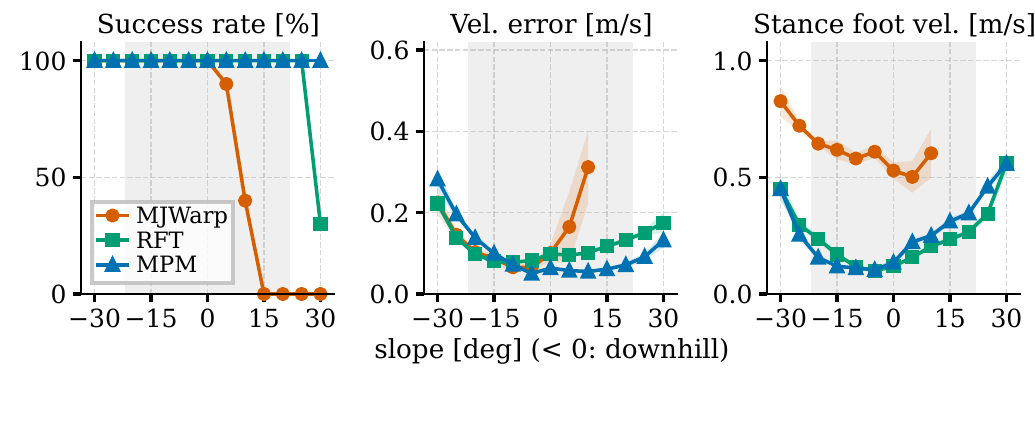 Success rate [%]
100
50
0
MJWarp
RFT
MPM
−30 −15 0 15 30
Vel. error [m/s]
0.6
0.4
0.2
0.0
−30 −15 0 15 30
slope [deg] (< 0: downhill)
Stance foot vel. [m/s]
1.0
0.5
0.0
−30 −15 0 15 30